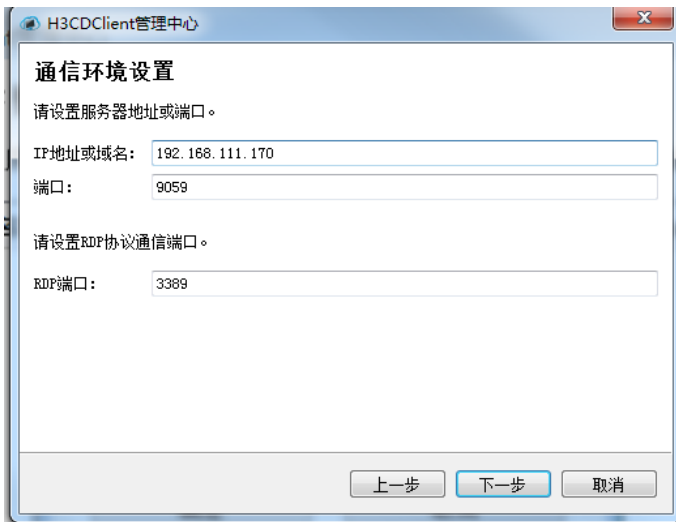 H3CDClient管理中心
通信环境设置
请设置服务器地址或端口。
IP地址或域名： 192.168.111.170
端口： 9059
请设置RDP协议通信端口。
RDP端口： 3389
上一步 下一步 取消